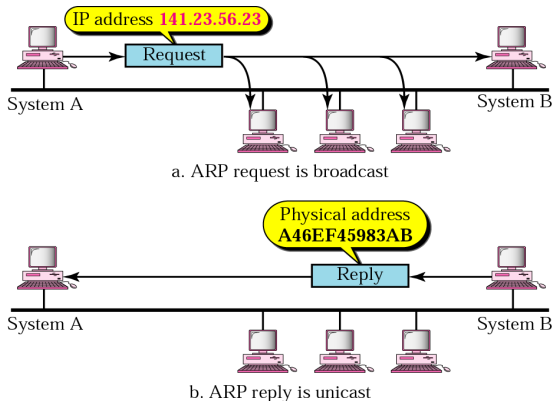 IP address 141.23.56.23
Request
System A
System B
a. ARP request is broadcast
Physical address
A46EF45983AB
Reply
System A
System B
b. ARP reply is unicast